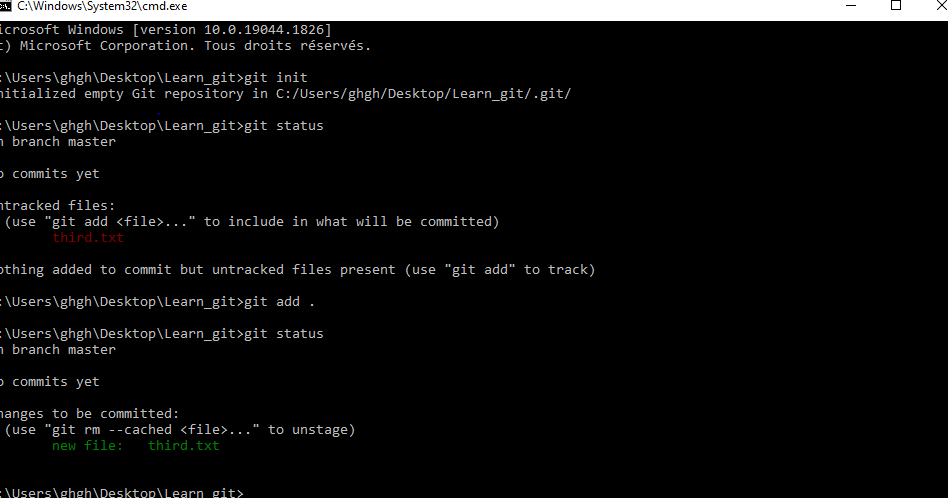 C:\Windows\System32\cmd.exe
icrosoft Windows [version 10.0.19044.1826]
c) Microsoft Corporation. Tous droits réservés.
:\Users\ghgh\Desktop\Learn_git>git init
nitialized empty Git repository in C:/Users/ghgh/Desktop/Learn_git/.git/
:\Users\ghgh\Desktop\Learn_git>git status
n branch master
o commits yet
ntracked files:
(use "git add <file>..." to include in what will be committed)
third.txt
othing added to commit but untracked files present (use "git add" to track)
:\Users\ghgh\Desktop\Learn_git>git add .
:\Users\ghgh\Desktop\Learn_git>git status
n branch master
o commits yet
hanges to be committed:
(use "git rm --cached <file>..." to unstage)
new file:   third.txt
:\Users\ghgh\Desktop\Learn_git>